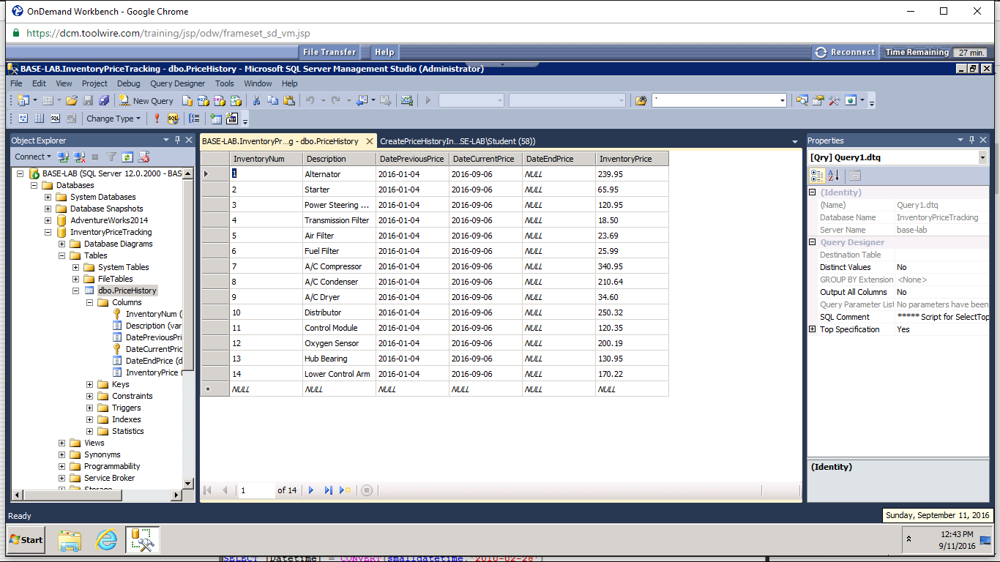 OnDemand Workbench - Google Chrome
https://dcm.toolwire.com/training/jsp/odw/frameset_sd_vm.jsp
File Transfer Help Reconnect Time Remaining 27 min.
BASE-LAB.InventoryPriceTracking - dbo.PriceHistory - Microsoft SQL Server Management Studio (Administrator)
File Edit View Project Debug Query Designer Tools Window Help
New Query
Change Type
Object Explorer
Connect
BASE-LAB (SQL Server 12.0.2000 - BAS
Databases
System Databases
Database Snapshots
AdventureWorks2014
InventoryPriceTracking
Database Diagrams
Tables
System Tables
FileTables
dbo.PriceHistory
Columns
InventoryNum (
Description (var
DatePreviousPri
DateCurrentPric
DateEndPrice (d
InventoryPrice (
Keys
Constraints
Triggers
Indexes
Statistics
Views
Synonyms
Programmability
Service Broker
Storage
BASE-LAB.InventoryPr...g - dbo.PriceHistory CreatePriceHistoryIn...SE-LAB\Student (58))
InventoryNum Description DatePreviousPrice DateCurrentPrice DateEndPrice InventoryPrice
1 Alternator 2016-01-04 2016-09-06 NULL 239.95
2 Starter 2016-01-04 2016-09-06 NULL 65.95
3 Power Steering ... 2016-01-04 2016-09-06 NULL 120.95
4 Transmission Filter 2016-01-04 2016-09-06 NULL 18.50
5 Air Filter 2016-01-04 2016-09-06 NULL 23.69
6 Fuel Filter 2016-01-04 2016-09-06 NULL 25.99
7 A/C Compressor 2016-01-04 2016-09-06 NULL 340.95
8 A/C Condenser 2016-01-04 2016-09-06 NULL 210.64
9 A/C Dryer 2016-01-04 2016-09-06 NULL 34.60
10 Distributor 2016-01-04 2016-09-06 NULL 250.32
11 Control Module 2016-01-04 2016-09-06 NULL 120.35
12 Oxygen Sensor 2016-01-04 2016-09-06 NULL 200.19
13 Hub Bearing 2016-01-04 2016-09-06 NULL 130.95
14 Lower Control Arm 2016-01-04 2016-09-06 NULL 170.22
* NULL NULL NULL NULL NULL NULL
1 of 14
Properties
[Qry] Query1.dtq
(Identity)
(Name) Query1.dtq
Database Name InventoryPriceTracking
Server Name base-lab
Query Designer
Destination Table
Distinct Values No
GROUP BY Extension <None>
Output All Columns No
Query Parameter List No parameters have been
SQL Comment ***** Script for SelectTop
Top Specification Yes
(Identity)
Ready
Sunday, September 11, 2016
Start
12:43 PM
9/11/2016
SELECT [Datetime] = CONVERT(smalldatetime,'2010-02-28')